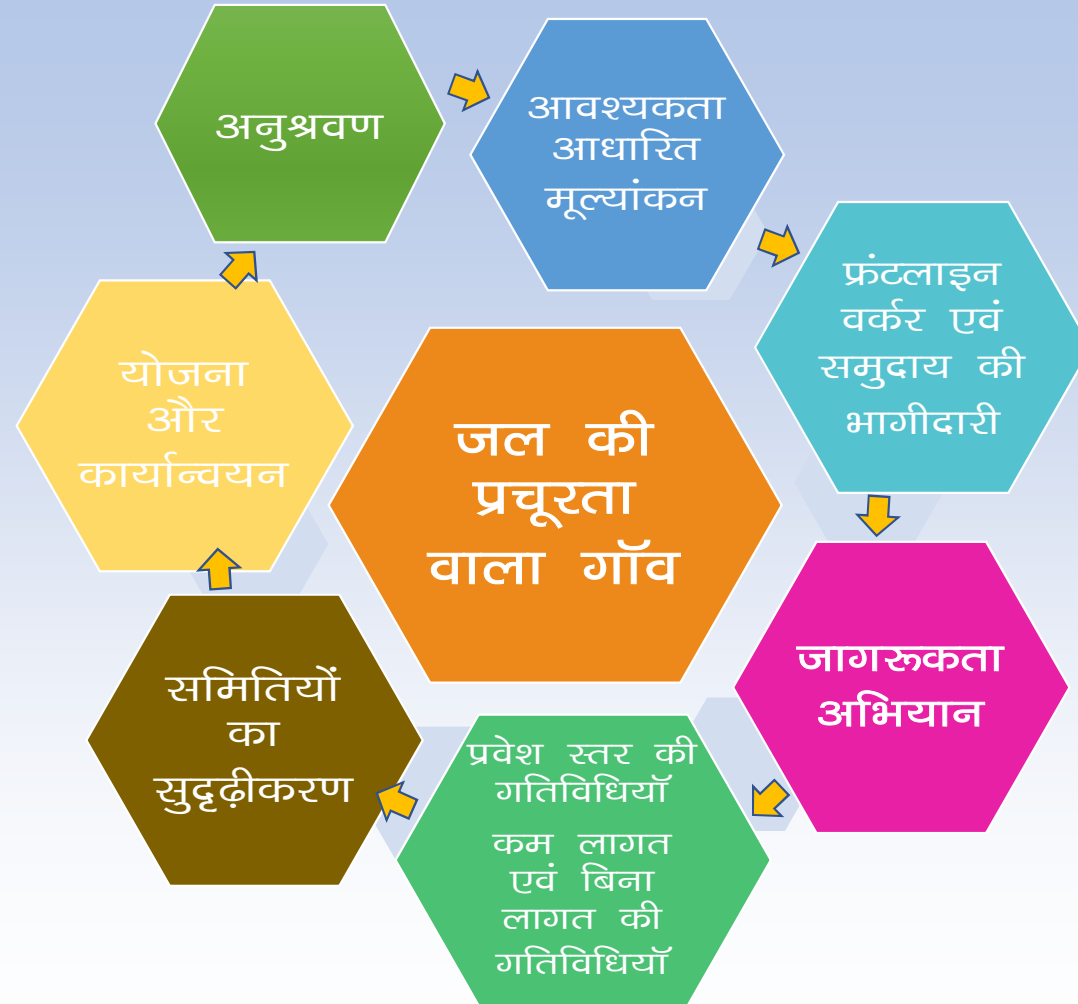 अनुश्रवण
आवश्यकता
आधारित
मूल्यांकन
फ्रंटलाइन
वर्कर एवं
समुदाय की
भागीदारी
जागरूकता
अभियान
प्रवेश स्तर की
गतिविधियॉ
कम लागत
एवं बिना
लागत की
गतिविधियॉ
समितियों
का
सुदृढ़ीकरण
योजना
और
कार्यान्वयन
जल की
प्रचूरता
वाला गॉव